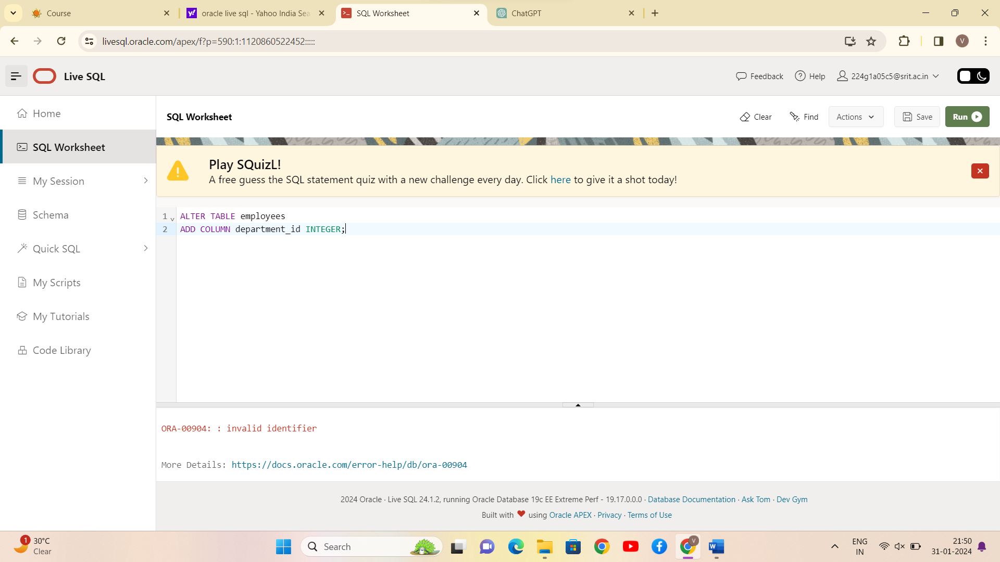 Course
oracle live sql - Yahoo India Sea
SQL Worksheet
ChatGPT
livesql.oracle.com/apex/f?p=590:1:1120860522452:::::
V
Live SQL
Feedback
Help
224g1a05c5@srit.ac.in
Home
SQL Worksheet
My Session
Schema
Quick SQL
My Scripts
My Tutorials
Code Library
SQL Worksheet
Clear
Find
Actions
Save
Run
Play SQuizL!
A free guess the SQL statement quiz with a new challenge every day. Click here to give it a shot today!
1 ALTER TABLE employees
2 ADD COLUMN department_id INTEGER;
ORA-00904: : invalid identifier
More Details: https://docs.oracle.com/error-help/db/ora-00904
2024 Oracle · Live SQL 24.1.2, running Oracle Database 19c EE Extreme Perf - 19.17.0.0.0 · Database Documentation · Ask Tom · Dev Gym
Built with ❤ using Oracle APEX · Privacy · Terms of Use
1
30°C
Clear
Search
V
W
ENG
IN
21:50
31-01-2024